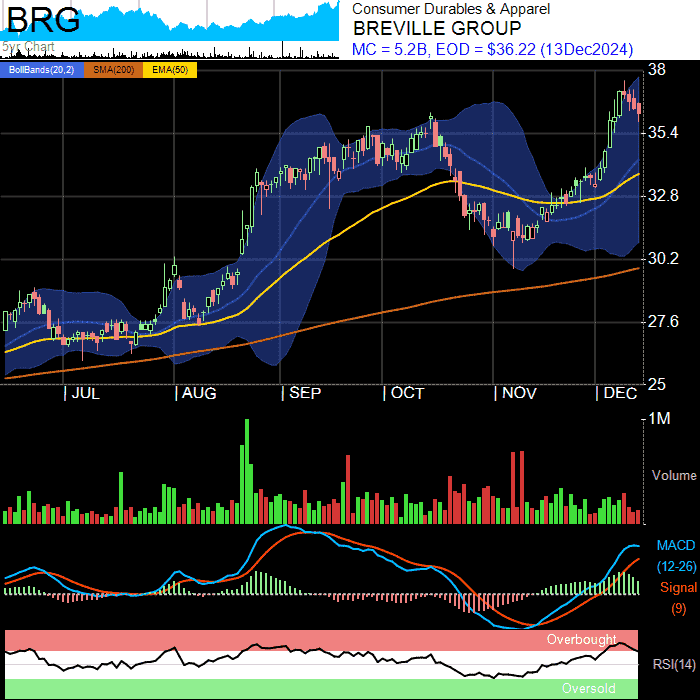 BRG
5yr Chart
Consumer Durables & Apparel
BREVILLE GROUP
MC = 5.2B, EOD = $36.22 (13Dec2024)
BollBands(20,2) SMA(200) EMA(50)
38
35.4
32.8
30.2
27.6
25
JUL AUG SEP OCT NOV DEC
1M
Volume
MACD
(12-26)
Signal
(9)
Overbought
RSI(14)
Oversold